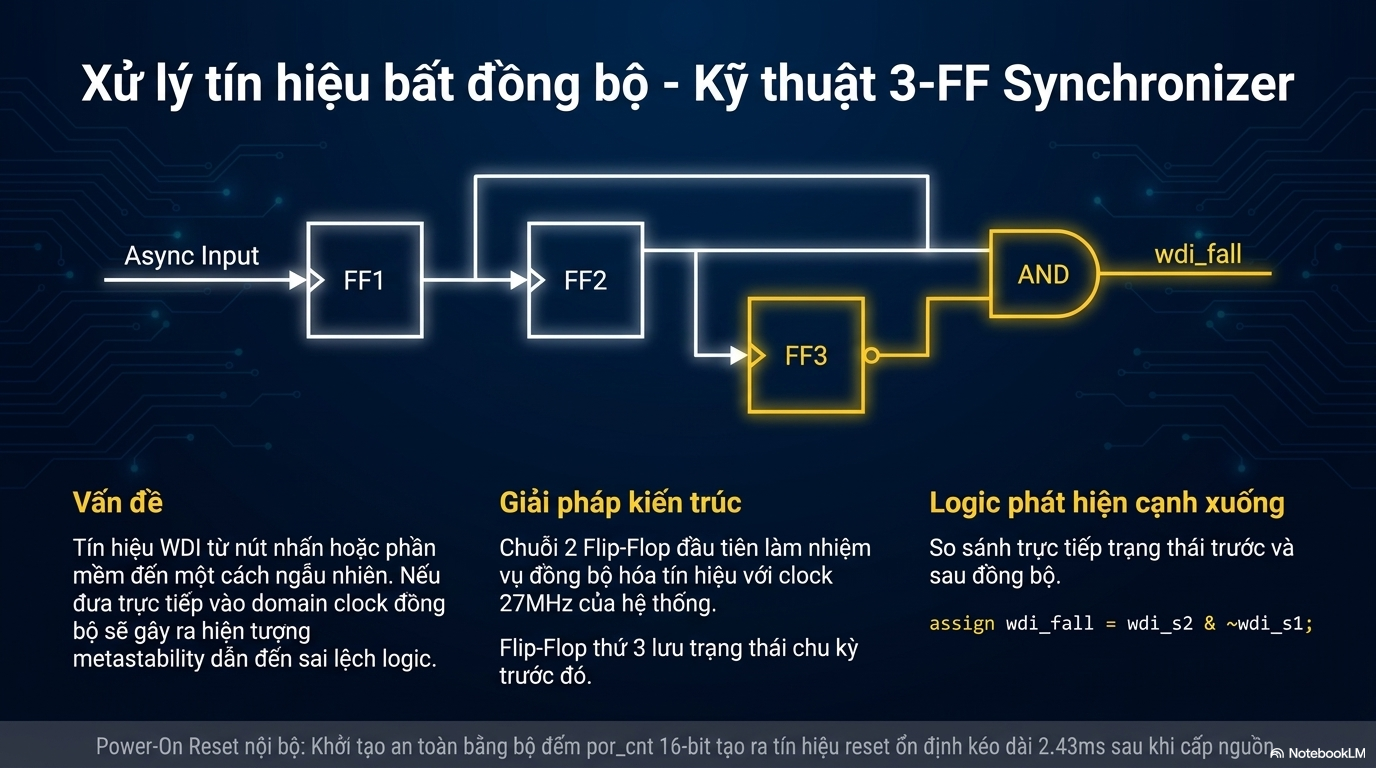 Xử lý tín hiệu bất đồng bộ - Kỹ thuật 3-FF Synchronizer
Async Input
FF1
FF2
FF3
AND
wdi_fall
Vấn đề
Tín hiệu WDI từ nút nhấn hoặc phần
mềm đến một cách ngẫu nhiên. Nếu
đưa trực tiếp vào domain clock đồng
bộ sẽ gây ra hiện tượng
metastability dẫn đến sai lệch logic.
Giải pháp kiến trúc
Chuỗi 2 Flip-Flop đầu tiên làm nhiệm
vụ đồng bộ hóa tín hiệu với clock
27MHz của hệ thống.
Flip-Flop thứ 3 lưu trạng thái chu kỳ
trước đó.
Logic phát hiện cạnh xuống
So sánh trực tiếp trạng thái trước và
sau đồng bộ.
assign wdi_fall = wdi_s2 & ~wdi_s1;
Power-On Reset nội bộ: Khởi tạo an toàn bằng bộ đếm por_cnt 16-bit tạo ra tín hiệu reset ổn định kéo dài 2.43ms sau khi cấp nguồn.
NotebookLM